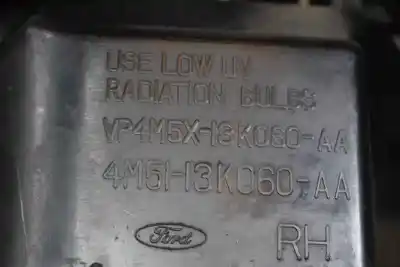 USE LOW UV
RADIATION BULBS
VP4M5X-13K060-AA
4M51-13K060-AA
Ford
RH